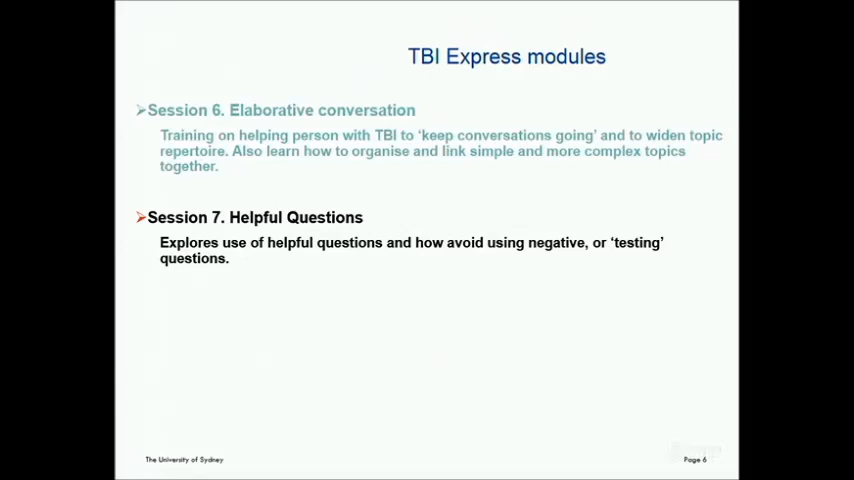 TBI Express modules
➢Session 6. Elaborative conversation
Training on helping person with TBI to ‘keep conversations going’ and to widen topic
repertoire. Also learn how to organise and link simple and more complex topics
together.
➢Session 7. Helpful Questions
Explores use of helpful questions and how avoid using negative, or ‘testing’
questions.
The University of Sydney
Page 6